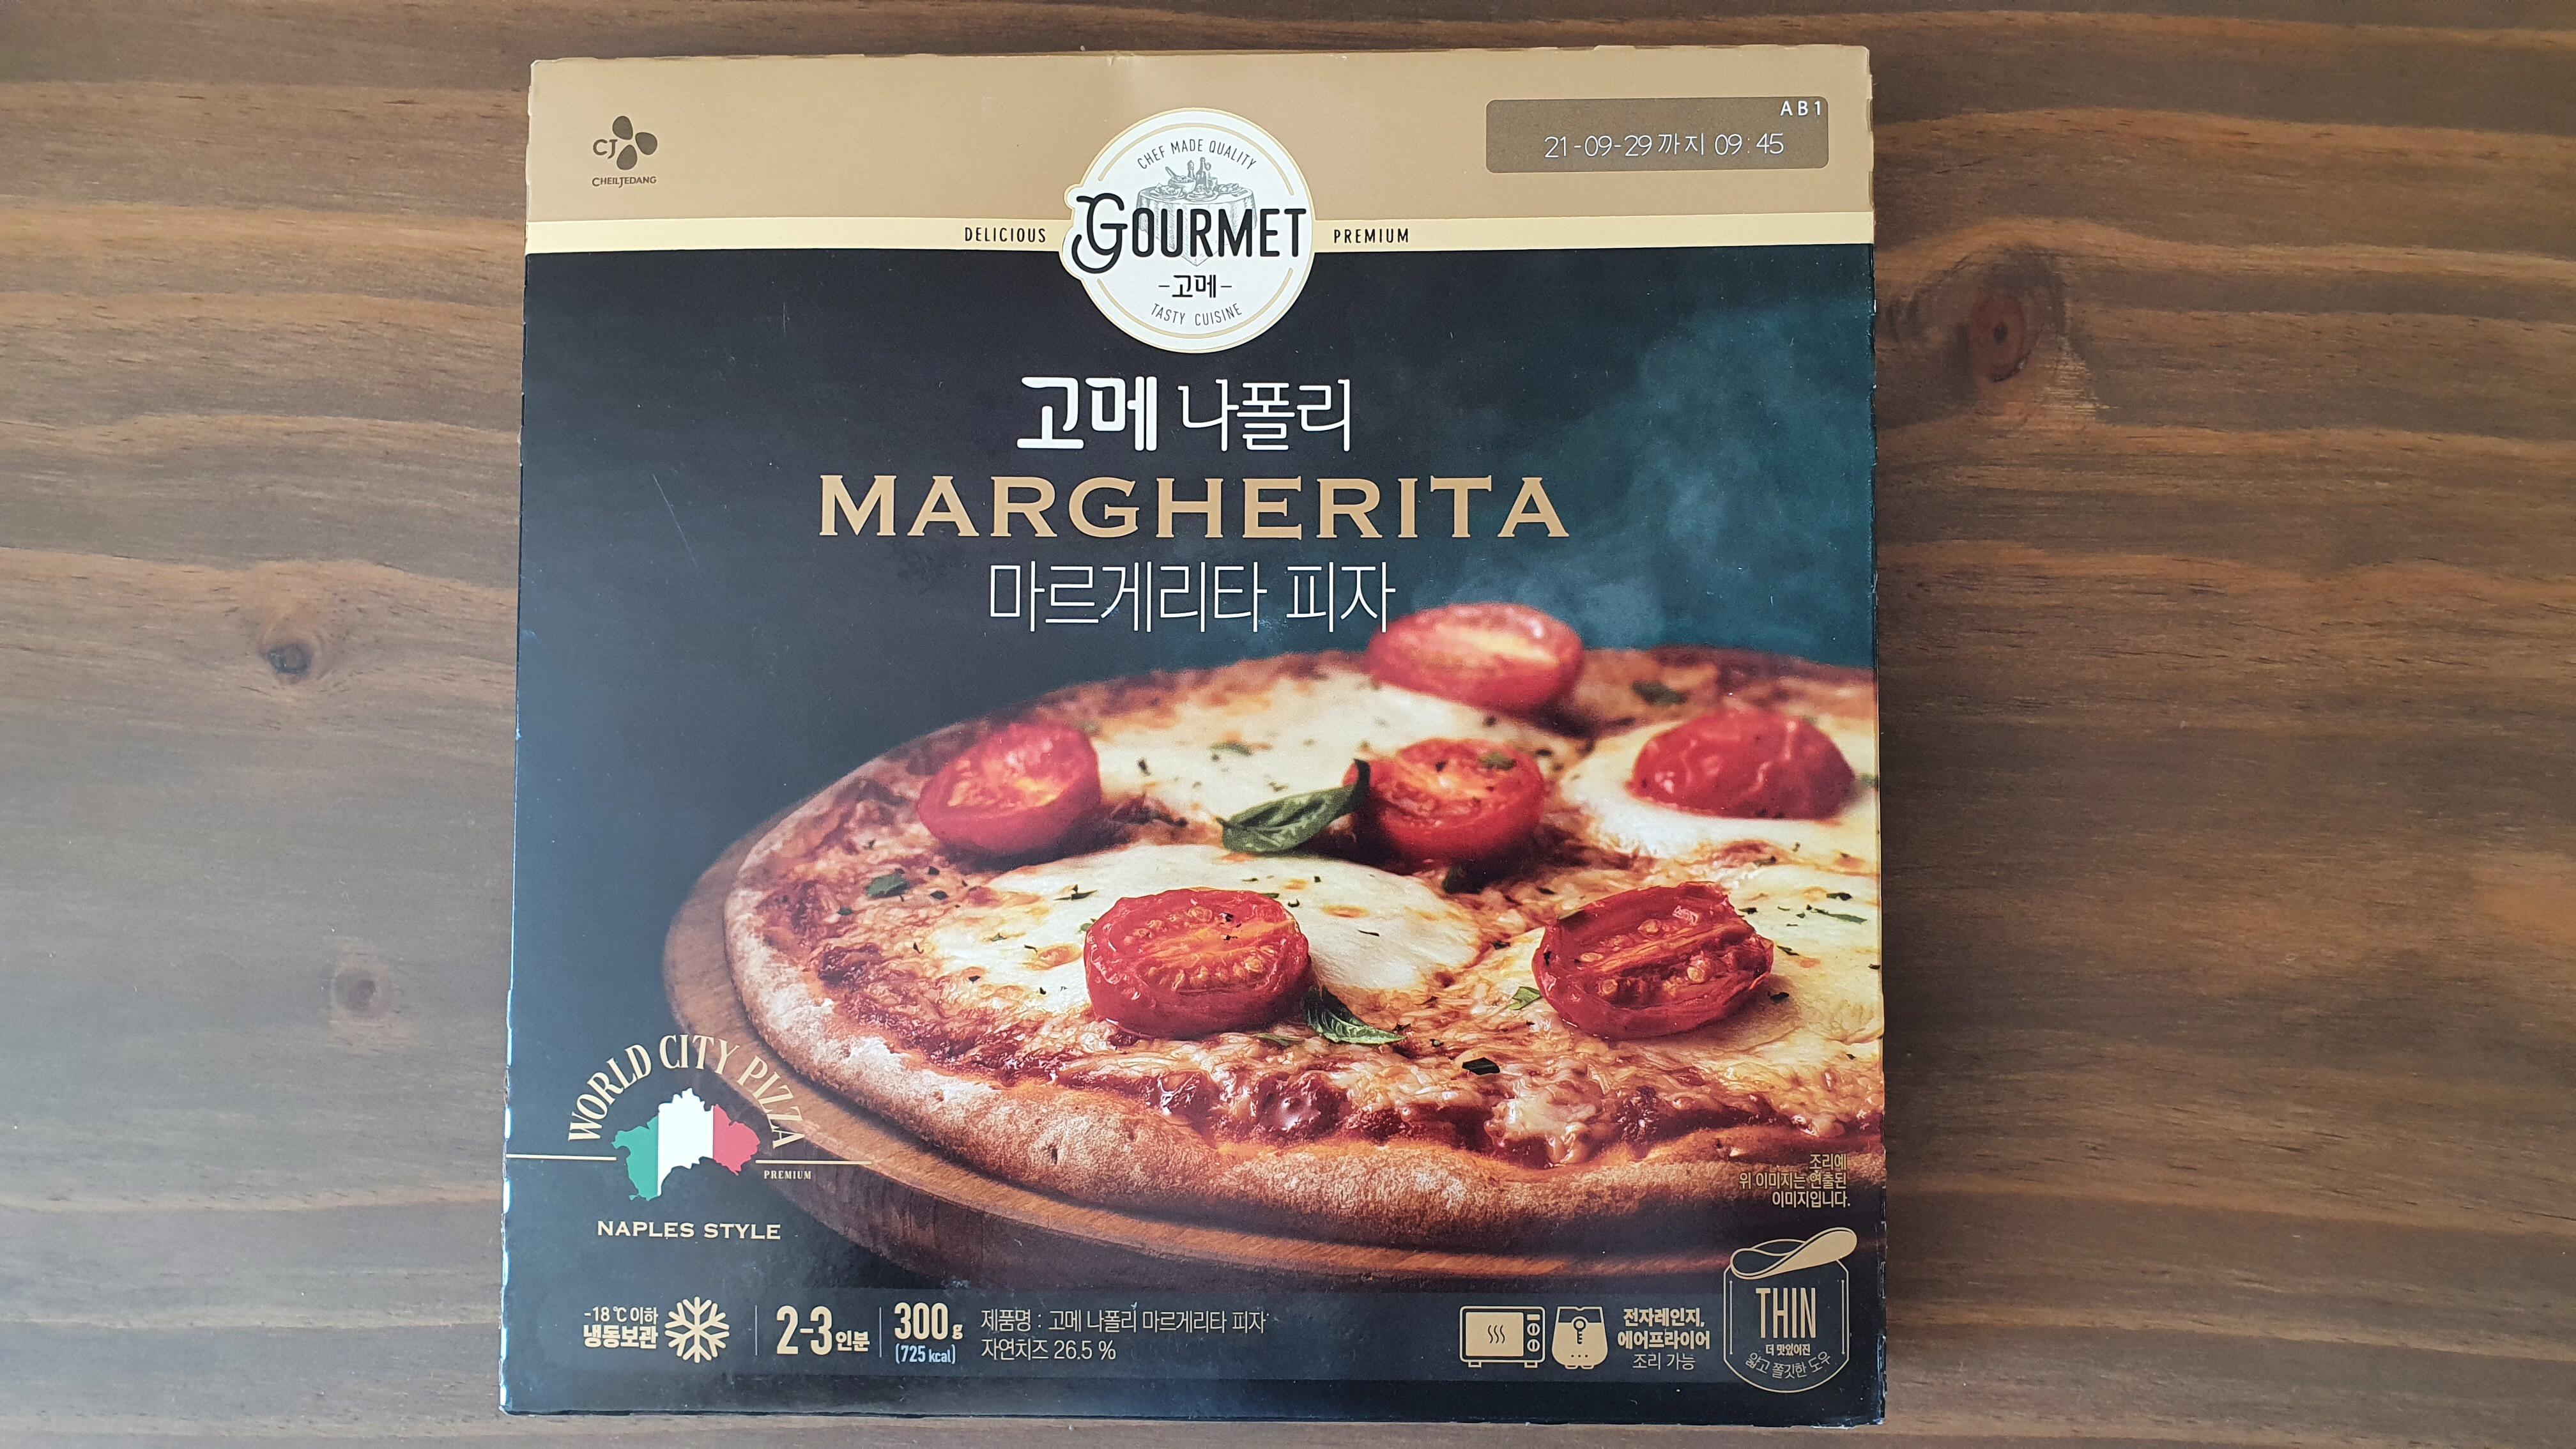 CJ
CHEILJEDANG
AB1
21-09-29까지 09:45
CHEF MADE QUALITY
DELICIOUS GOURMET PREMIUM
-고메-
TASTY CUISINE
고메 나폴리
MARGHERITA
마르게리타 피자
WORLD CITY PIZZA
PREMIUM
NAPLES STYLE
조리예
위 이미지는 연출된
이미지입니다.
-18℃ 이하
냉동보관
2-3인분
300g
(725 kcal)
제품명 : 고메 나폴리 마르게리타 피자
자연치즈 26.5 %
전자레인지,
에어프라이어
조리 가능
THIN
더 맛있어진
얇고 쫄깃한 도우